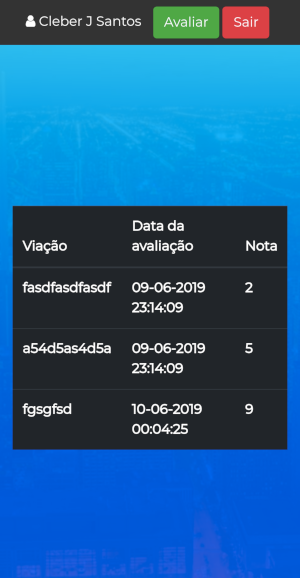 Cleber J Santos Avaliar Sair
Viação Data da avaliação Nota
fasdfasdfasdf 09-06-2019 23:14:09 2
a54d5as4d5a 09-06-2019 23:14:09 5
fgsgfsd 10-06-2019 00:04:25 9